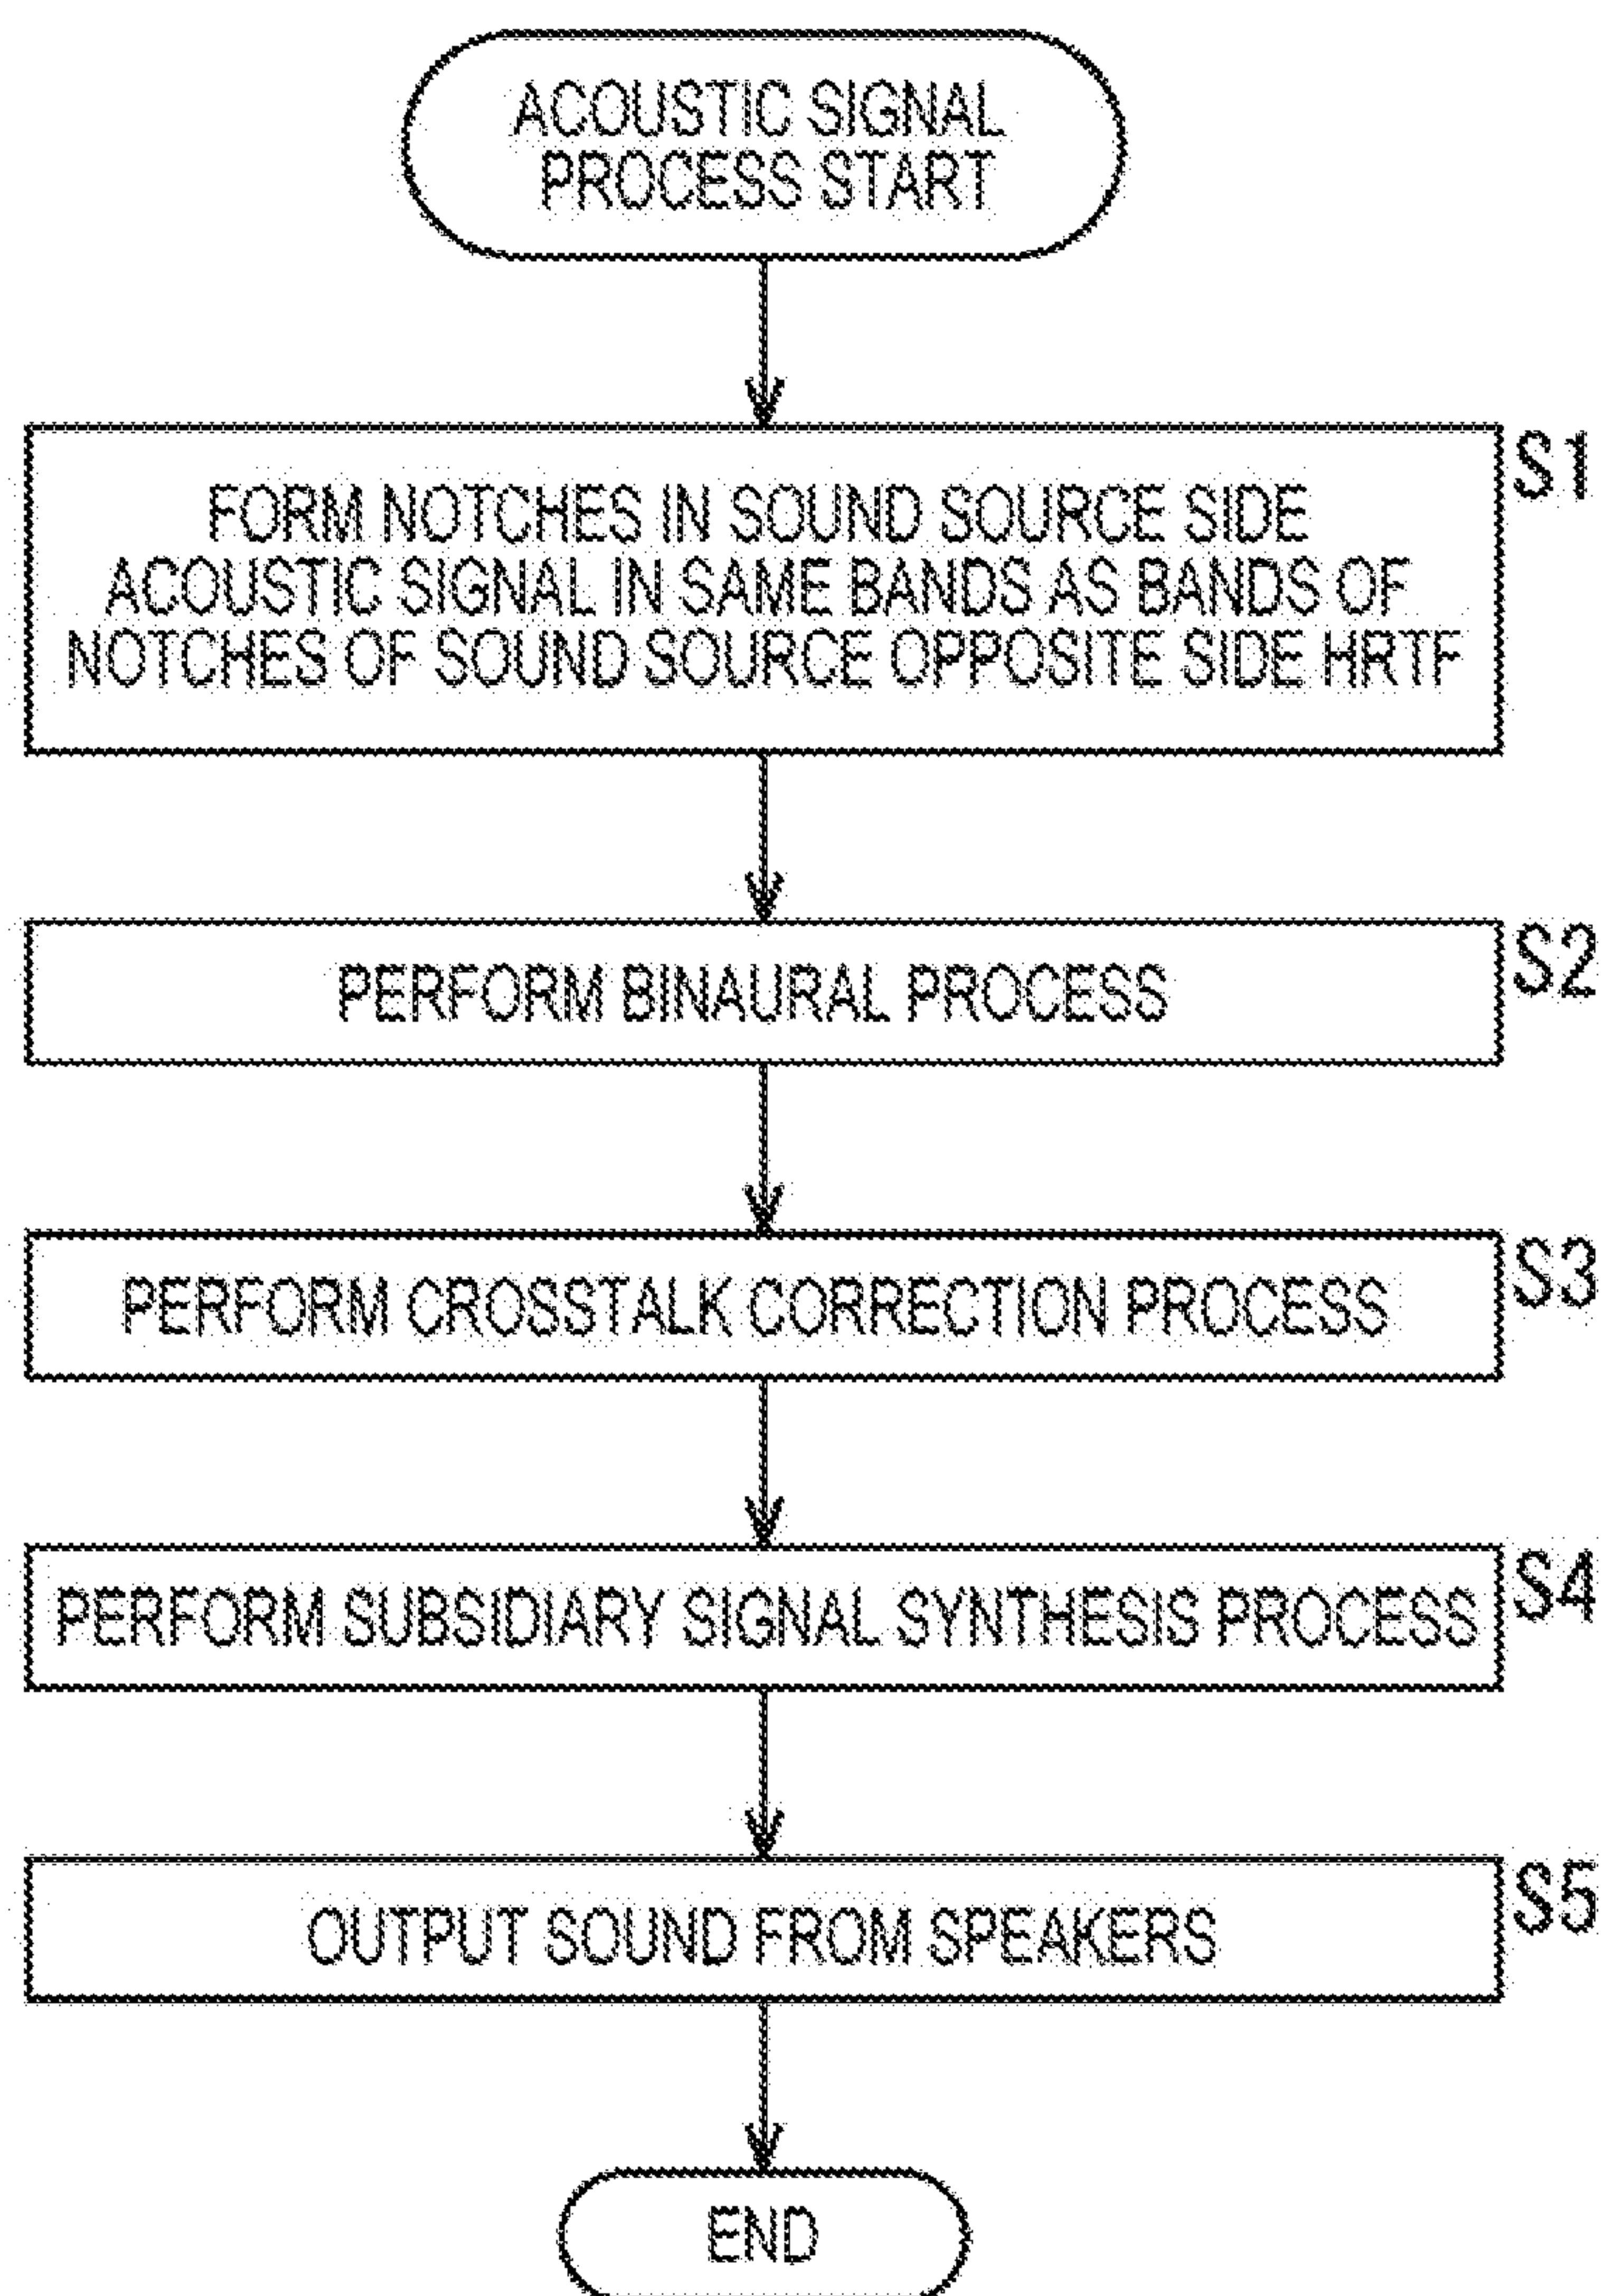 ACOUSTIC SIGNAL
PROCESS START
S1
FORM NOTCHES IN SOUND SOURCE SIDE
ACOUSTIC SIGNAL IN SAME BANDS AS BANDS OF
NOTCHES OF SOUND SOURCE OPPOSITE SIDE HRTF
S2
PERFORM BINAURAL PROCESS
S3
PERFORM CROSSTALK CORRECTION PROCESS
S4
PERFORM SUBSIDIARY SIGNAL SYNTHESIS PROCESS
S5
OUTPUT SOUND FROM SPEAKERS
END